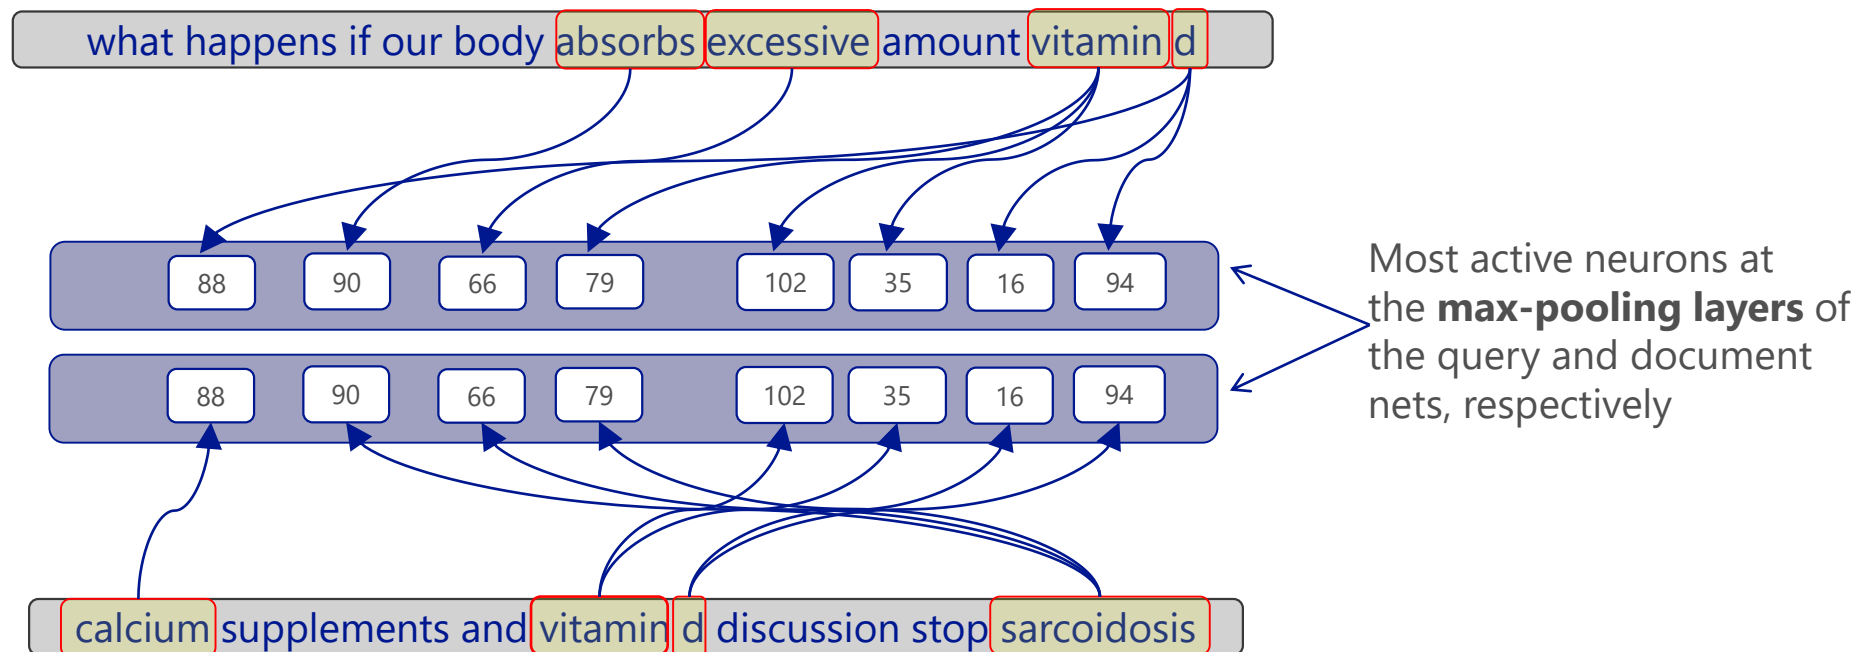 what happens if our body absorbs excessive amount vitamin d
88 90 66 79 102 35 16 94
88 90 66 79 102 35 16 94
Most active neurons at
the max-pooling layers of
the query and document
nets, respectively
calcium supplements and vitamin d discussion stop sarcoidosis